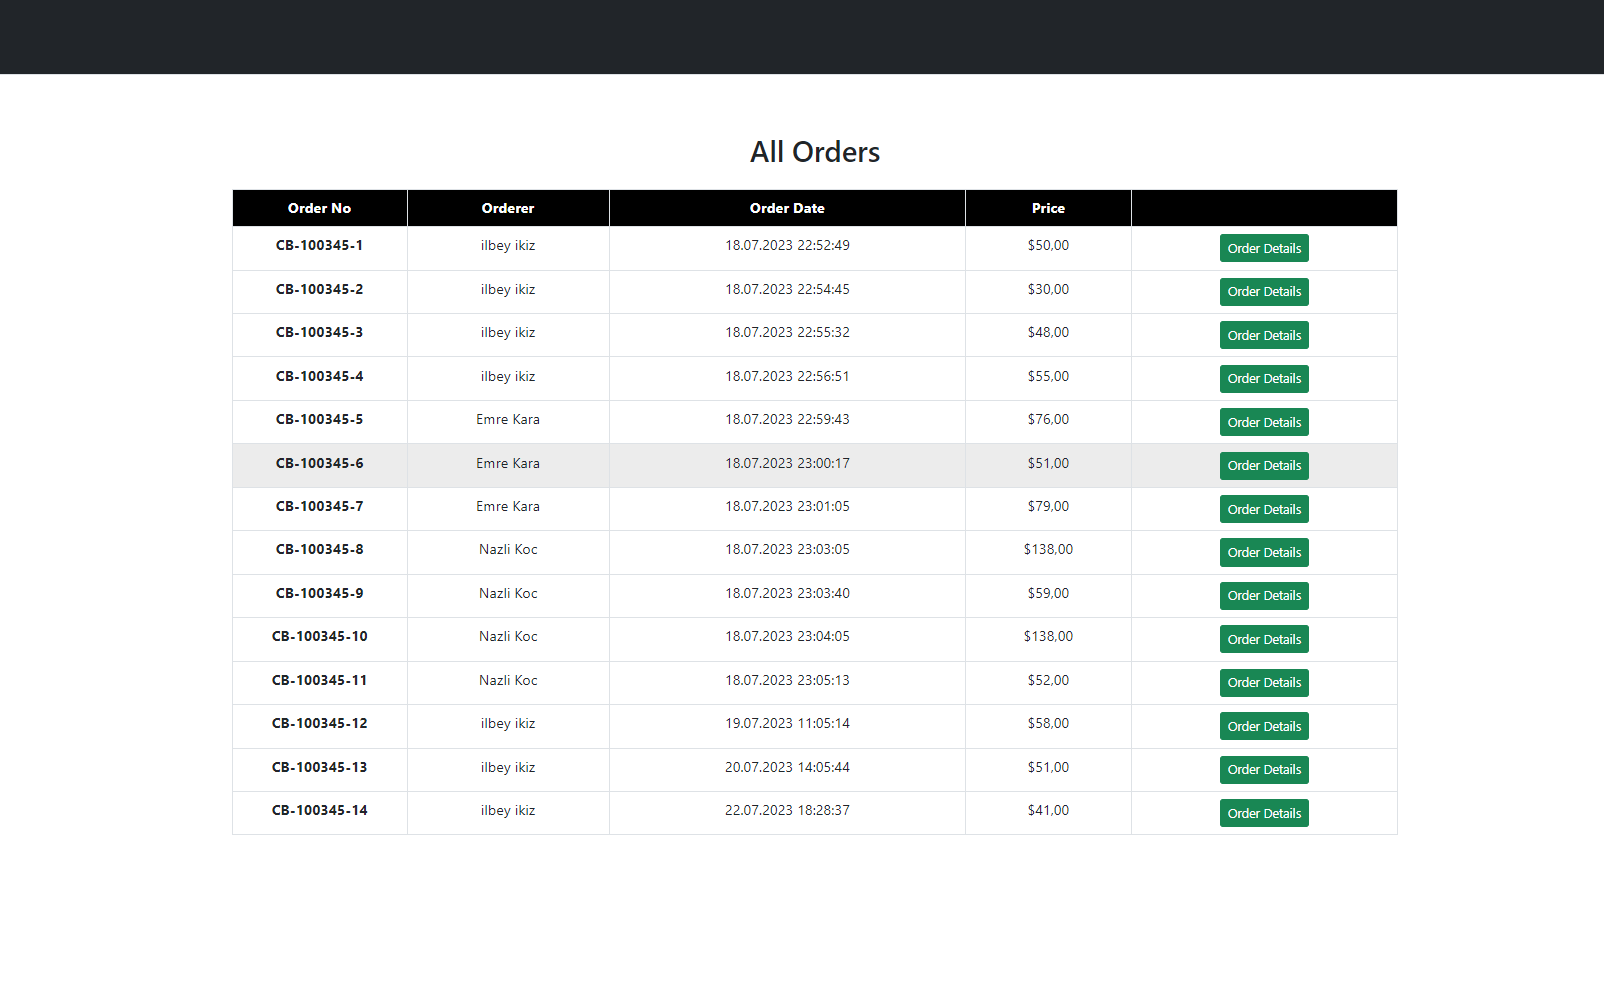 All Orders
Order No Orderer Order Date Price
CB-100345-1 ilbey ikiz 18.07.2023 22:52:49 $50,00 Order Details
CB-100345-2 ilbey ikiz 18.07.2023 22:54:45 $30,00 Order Details
CB-100345-3 ilbey ikiz 18.07.2023 22:55:32 $48,00 Order Details
CB-100345-4 ilbey ikiz 18.07.2023 22:56:51 $55,00 Order Details
CB-100345-5 Emre Kara 18.07.2023 22:59:43 $76,00 Order Details
CB-100345-6 Emre Kara 18.07.2023 23:00:17 $51,00 Order Details
CB-100345-7 Emre Kara 18.07.2023 23:01:05 $79,00 Order Details
CB-100345-8 Nazli Koc 18.07.2023 23:03:05 $138,00 Order Details
CB-100345-9 Nazli Koc 18.07.2023 23:03:40 $59,00 Order Details
CB-100345-10 Nazli Koc 18.07.2023 23:04:05 $138,00 Order Details
CB-100345-11 Nazli Koc 18.07.2023 23:05:13 $52,00 Order Details
CB-100345-12 ilbey ikiz 19.07.2023 11:05:14 $58,00 Order Details
CB-100345-13 ilbey ikiz 20.07.2023 14:05:44 $51,00 Order Details
CB-100345-14 ilbey ikiz 22.07.2023 18:28:37 $41,00 Order Details